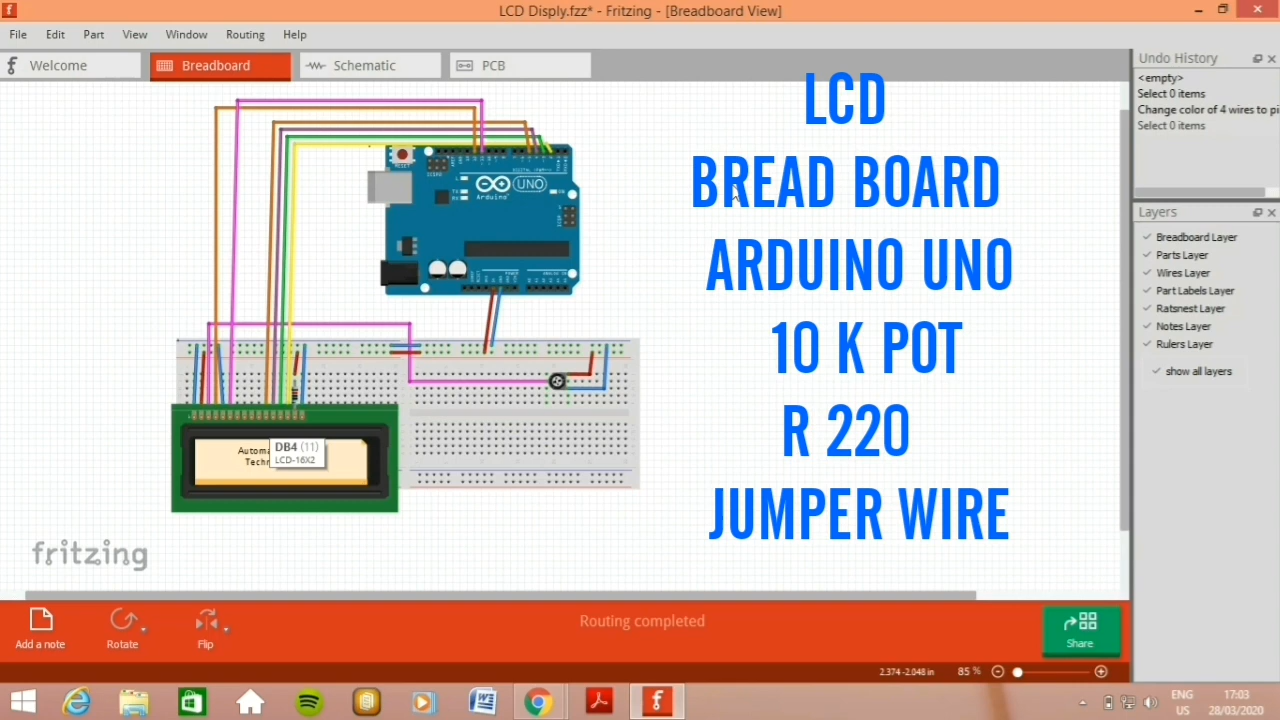 LCD Disply.fzz* - Fritzing - [Breadboard View]
File Edit Part View Window Routing Help
Welcome
Breadboard
Schematic
PCB
Undo History
<empty>
Select 0 items
Change color of 4 wires to pi
Select 0 items
Layers
Breadboard Layer
Parts Layer
Wires Layer
Part Labels Layer
Ratsnest Layer
Notes Layer
Rulers Layer
show all layers
LCD
BREAD BOARD
ARDUINO UNO
10 K POT
R 220
JUMPER WIRE
UNO
Arduino
Autom
Techn
DB4 (11)
LCD-16X2
fritzing
Add a note
Rotate
Flip
Routing completed
Share
2.374 -2.048 in
85 %
ENG
US
17:03
28/03/2020